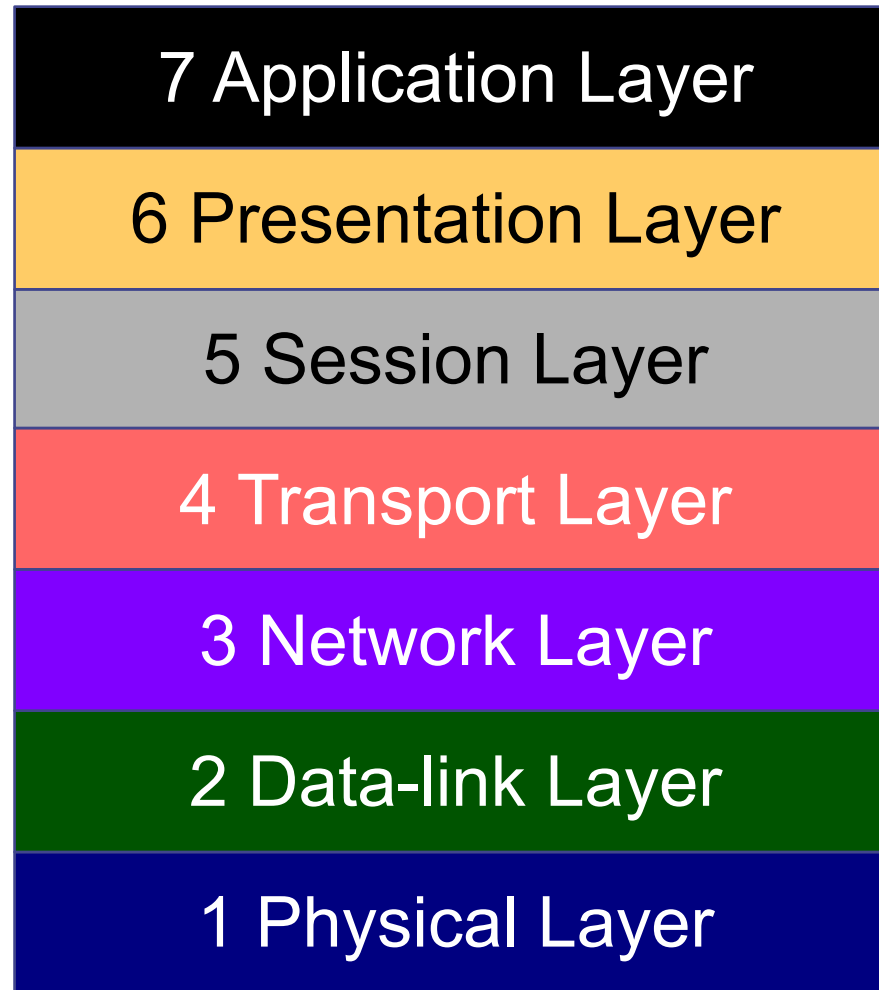 7 Application Layer
6 Presentation Layer
5 Session Layer
4 Transport Layer
3 Network Layer
2 Data-link Layer
1 Physical Layer